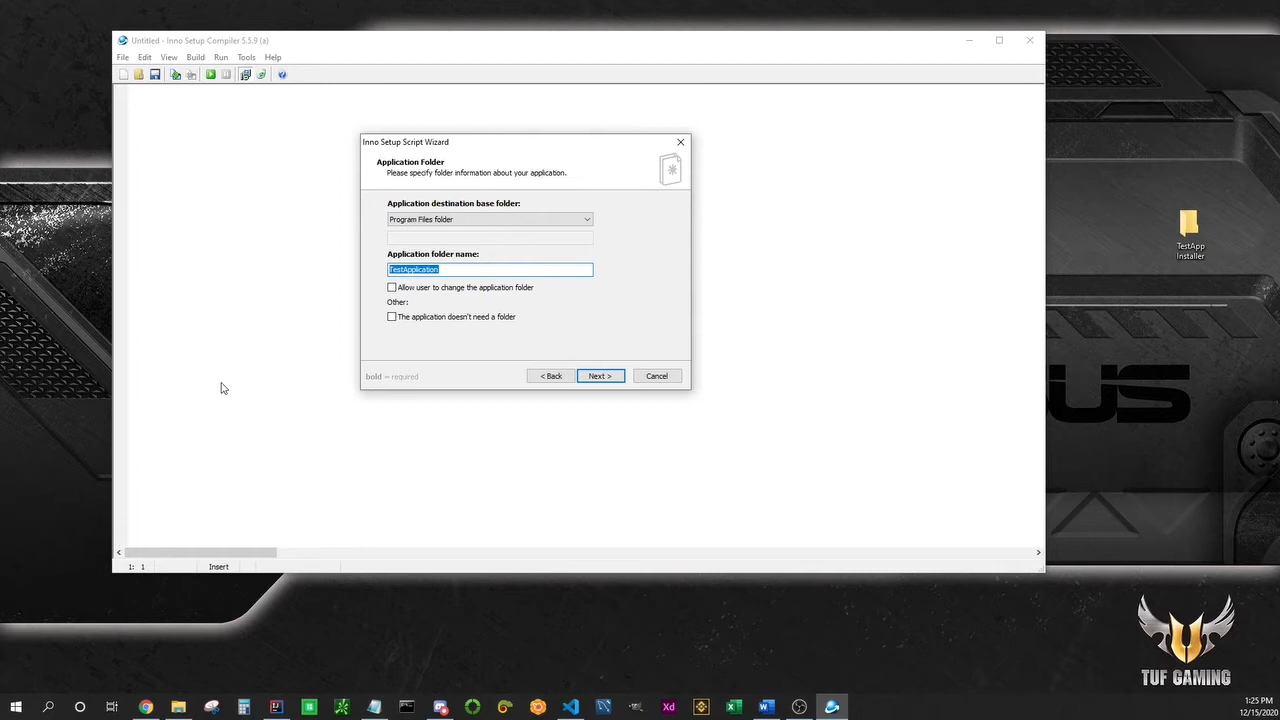 Untitled - Inno Setup Compiler 5.5.9 (a)
File Edit View Build Run Tools Help
Inno Setup Script Wizard
Application Folder
Please specify folder information about your application.
Application destination base folder:
Program Files folder
Application folder name:
TestApplication
Allow user to change the application folder
Other:
The application doesn't need a folder
bold = required
< Back
Next >
Cancel
1: 1
Insert
TestApp
Installer
US
TUF GAMING
Xd
1:25 PM
12/15/2020